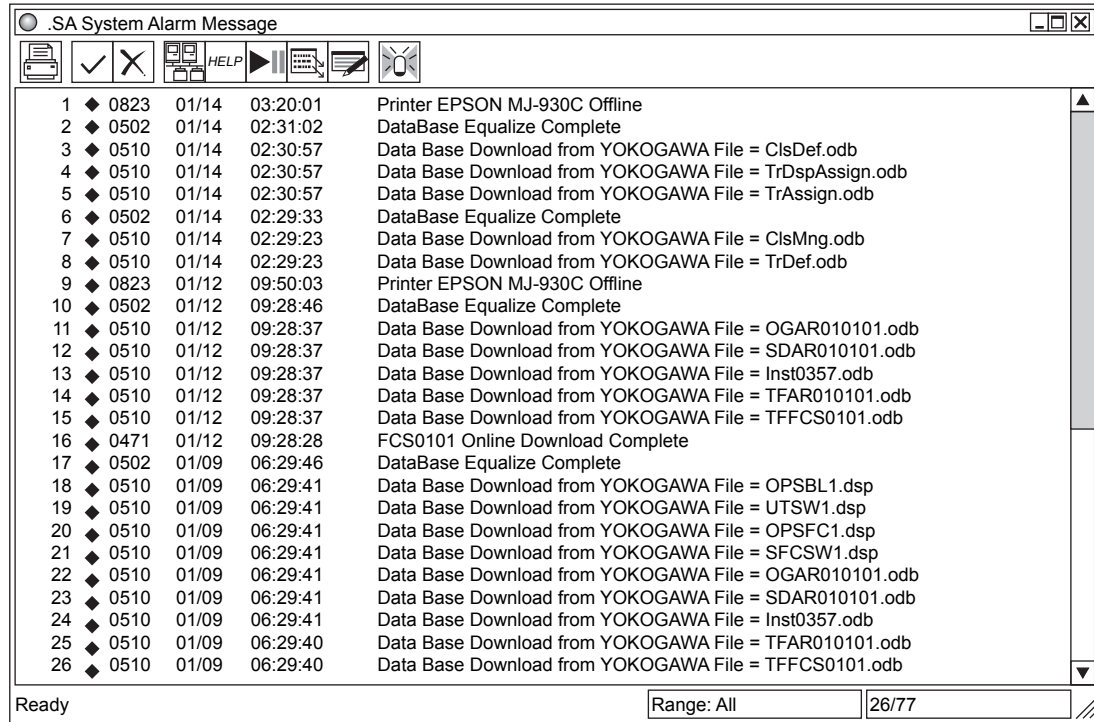 .SA System Alarm Message
HELP
1 ◆ 0823 01/14 03:20:01 Printer EPSON MJ-930C Offline
2 ◆ 0502 01/14 02:31:02 DataBase Equalize Complete
3 ◆ 0510 01/14 02:30:57 Data Base Download from YOKOGAWA File = ClsDef.odb
4 ◆ 0510 01/14 02:30:57 Data Base Download from YOKOGAWA File = TrDspAssign.odb
5 ◆ 0510 01/14 02:30:57 Data Base Download from YOKOGAWA File = TrAssign.odb
6 ◆ 0502 01/14 02:29:33 DataBase Equalize Complete
7 ◆ 0510 01/14 02:29:23 Data Base Download from YOKOGAWA File = ClsMng.odb
8 ◆ 0510 01/14 02:29:23 Data Base Download from YOKOGAWA File = TrDef.odb
9 ◆ 0823 01/12 09:50:03 Printer EPSON MJ-930C Offline
10 ◆ 0502 01/12 09:28:46 DataBase Equalize Complete
11 ◆ 0510 01/12 09:28:37 Data Base Download from YOKOGAWA File = OGAR010101.odb
12 ◆ 0510 01/12 09:28:37 Data Base Download from YOKOGAWA File = SDAR010101.odb
13 ◆ 0510 01/12 09:28:37 Data Base Download from YOKOGAWA File = Inst0357.odb
14 ◆ 0510 01/12 09:28:37 Data Base Download from YOKOGAWA File = TFAR010101.odb
15 ◆ 0510 01/12 09:28:37 Data Base Download from YOKOGAWA File = TFFCS0101.odb
16 ◆ 0471 01/12 09:28:28 FCS0101 Online Download Complete
17 ◆ 0502 01/09 06:29:46 DataBase Equalize Complete
18 ◆ 0510 01/09 06:29:41 Data Base Download from YOKOGAWA File = OPSBL1.dsp
19 ◆ 0510 01/09 06:29:41 Data Base Download from YOKOGAWA File = UTSW1.dsp
20 ◆ 0510 01/09 06:29:41 Data Base Download from YOKOGAWA File = OPSFC1.dsp
21 ◆ 0510 01/09 06:29:41 Data Base Download from YOKOGAWA File = SFCSW1.dsp
22 ◆ 0510 01/09 06:29:41 Data Base Download from YOKOGAWA File = OGAR010101.odb
23 ◆ 0510 01/09 06:29:41 Data Base Download from YOKOGAWA File = SDAR010101.odb
24 ◆ 0510 01/09 06:29:41 Data Base Download from YOKOGAWA File = Inst0357.odb
25 ◆ 0510 01/09 06:29:40 Data Base Download from YOKOGAWA File = TFAR010101.odb
26 ◆ 0510 01/09 06:29:40 Data Base Download from YOKOGAWA File = TFFCS0101.odb
Ready Range: All 26/77